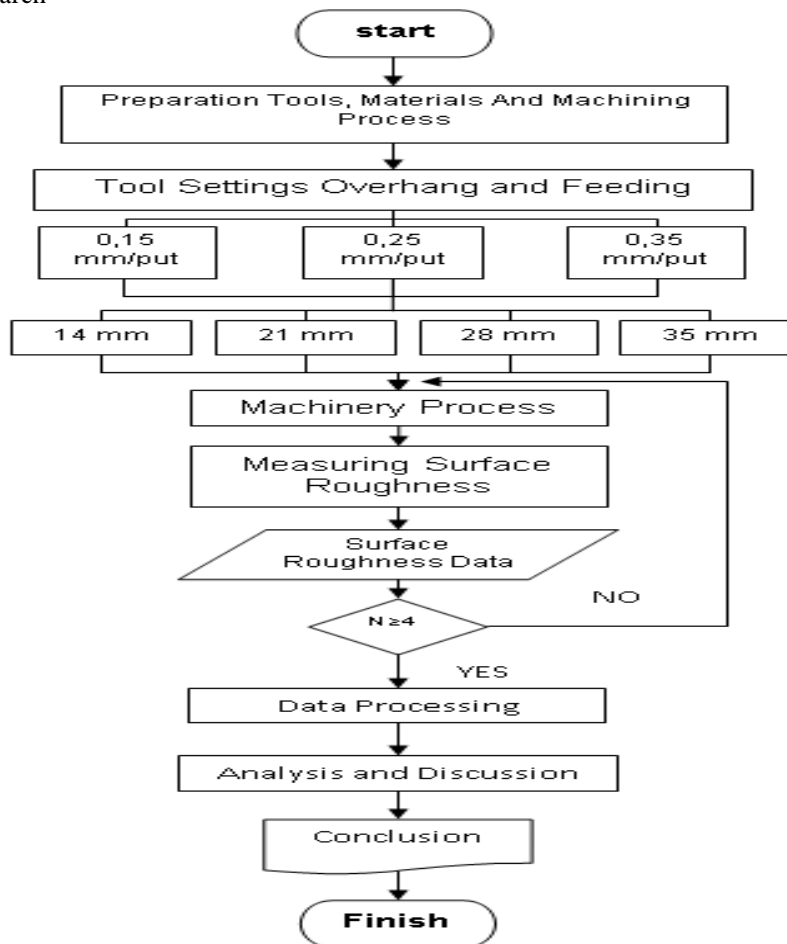 start
Preparation Tools, Materials And Machining
Process
Tool Settings Overhang and Feeding
0,15
mm/put
0,25
mm/put
0,35
mm/put
14 mm
21 mm
28 mm
35 mm
Machinery Process
Measuring Surface
Roughness
Surface
Roughness Data
NO
N ≥4
YES
Data Processing
Analysis and Discussion
Conclusion
Finish